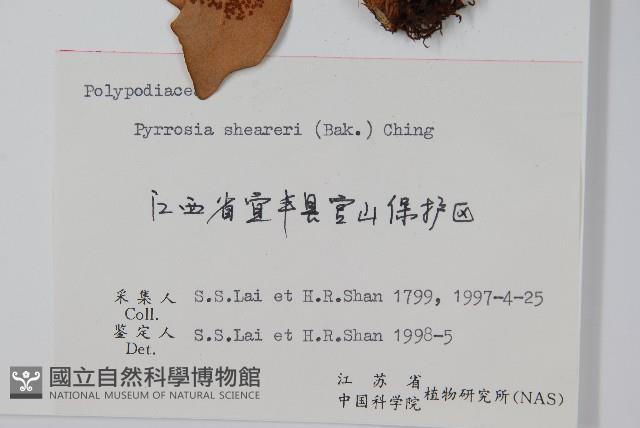 Polypodiace
Pyrrosia sheareri (Bak.) Ching
江西省宜丰县官山保护区
采集人 S.S.Lai et H.R.Shan 1799, 1997-4-25
Coll.
鉴定人 S.S.Lai et H.R.Shan 1998-5
Det.
國立自然科學博物館
NATIONAL MUSEUM OF NATURAL SCIENCE
江苏省
中国科学院 植物研究所(NAS)